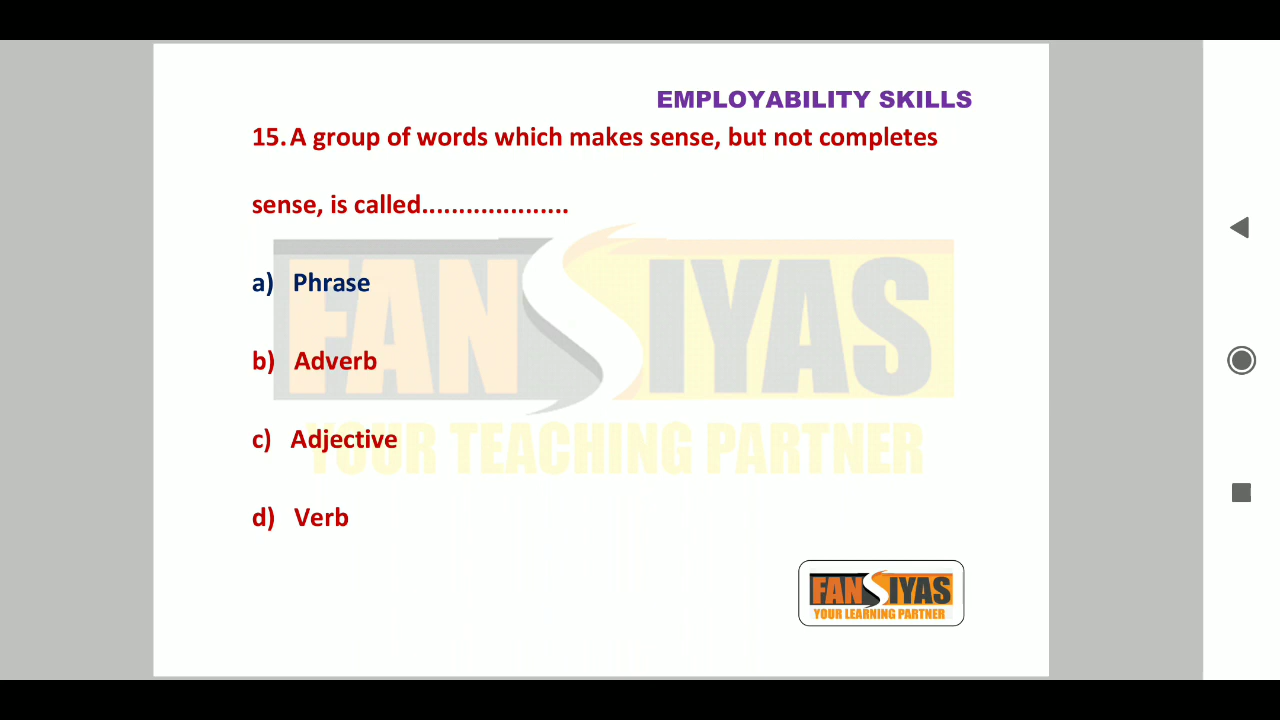 EMPLOYABILITY SKILLS
15. A group of words which makes sense, but not completes
sense, is called....................
a) Phrase
b) Adverb
c) Adjective
d) Verb
FANSIYAS
YOUR TEACHING PARTNER
FANSIYAS
YOUR LEARNING PARTNER